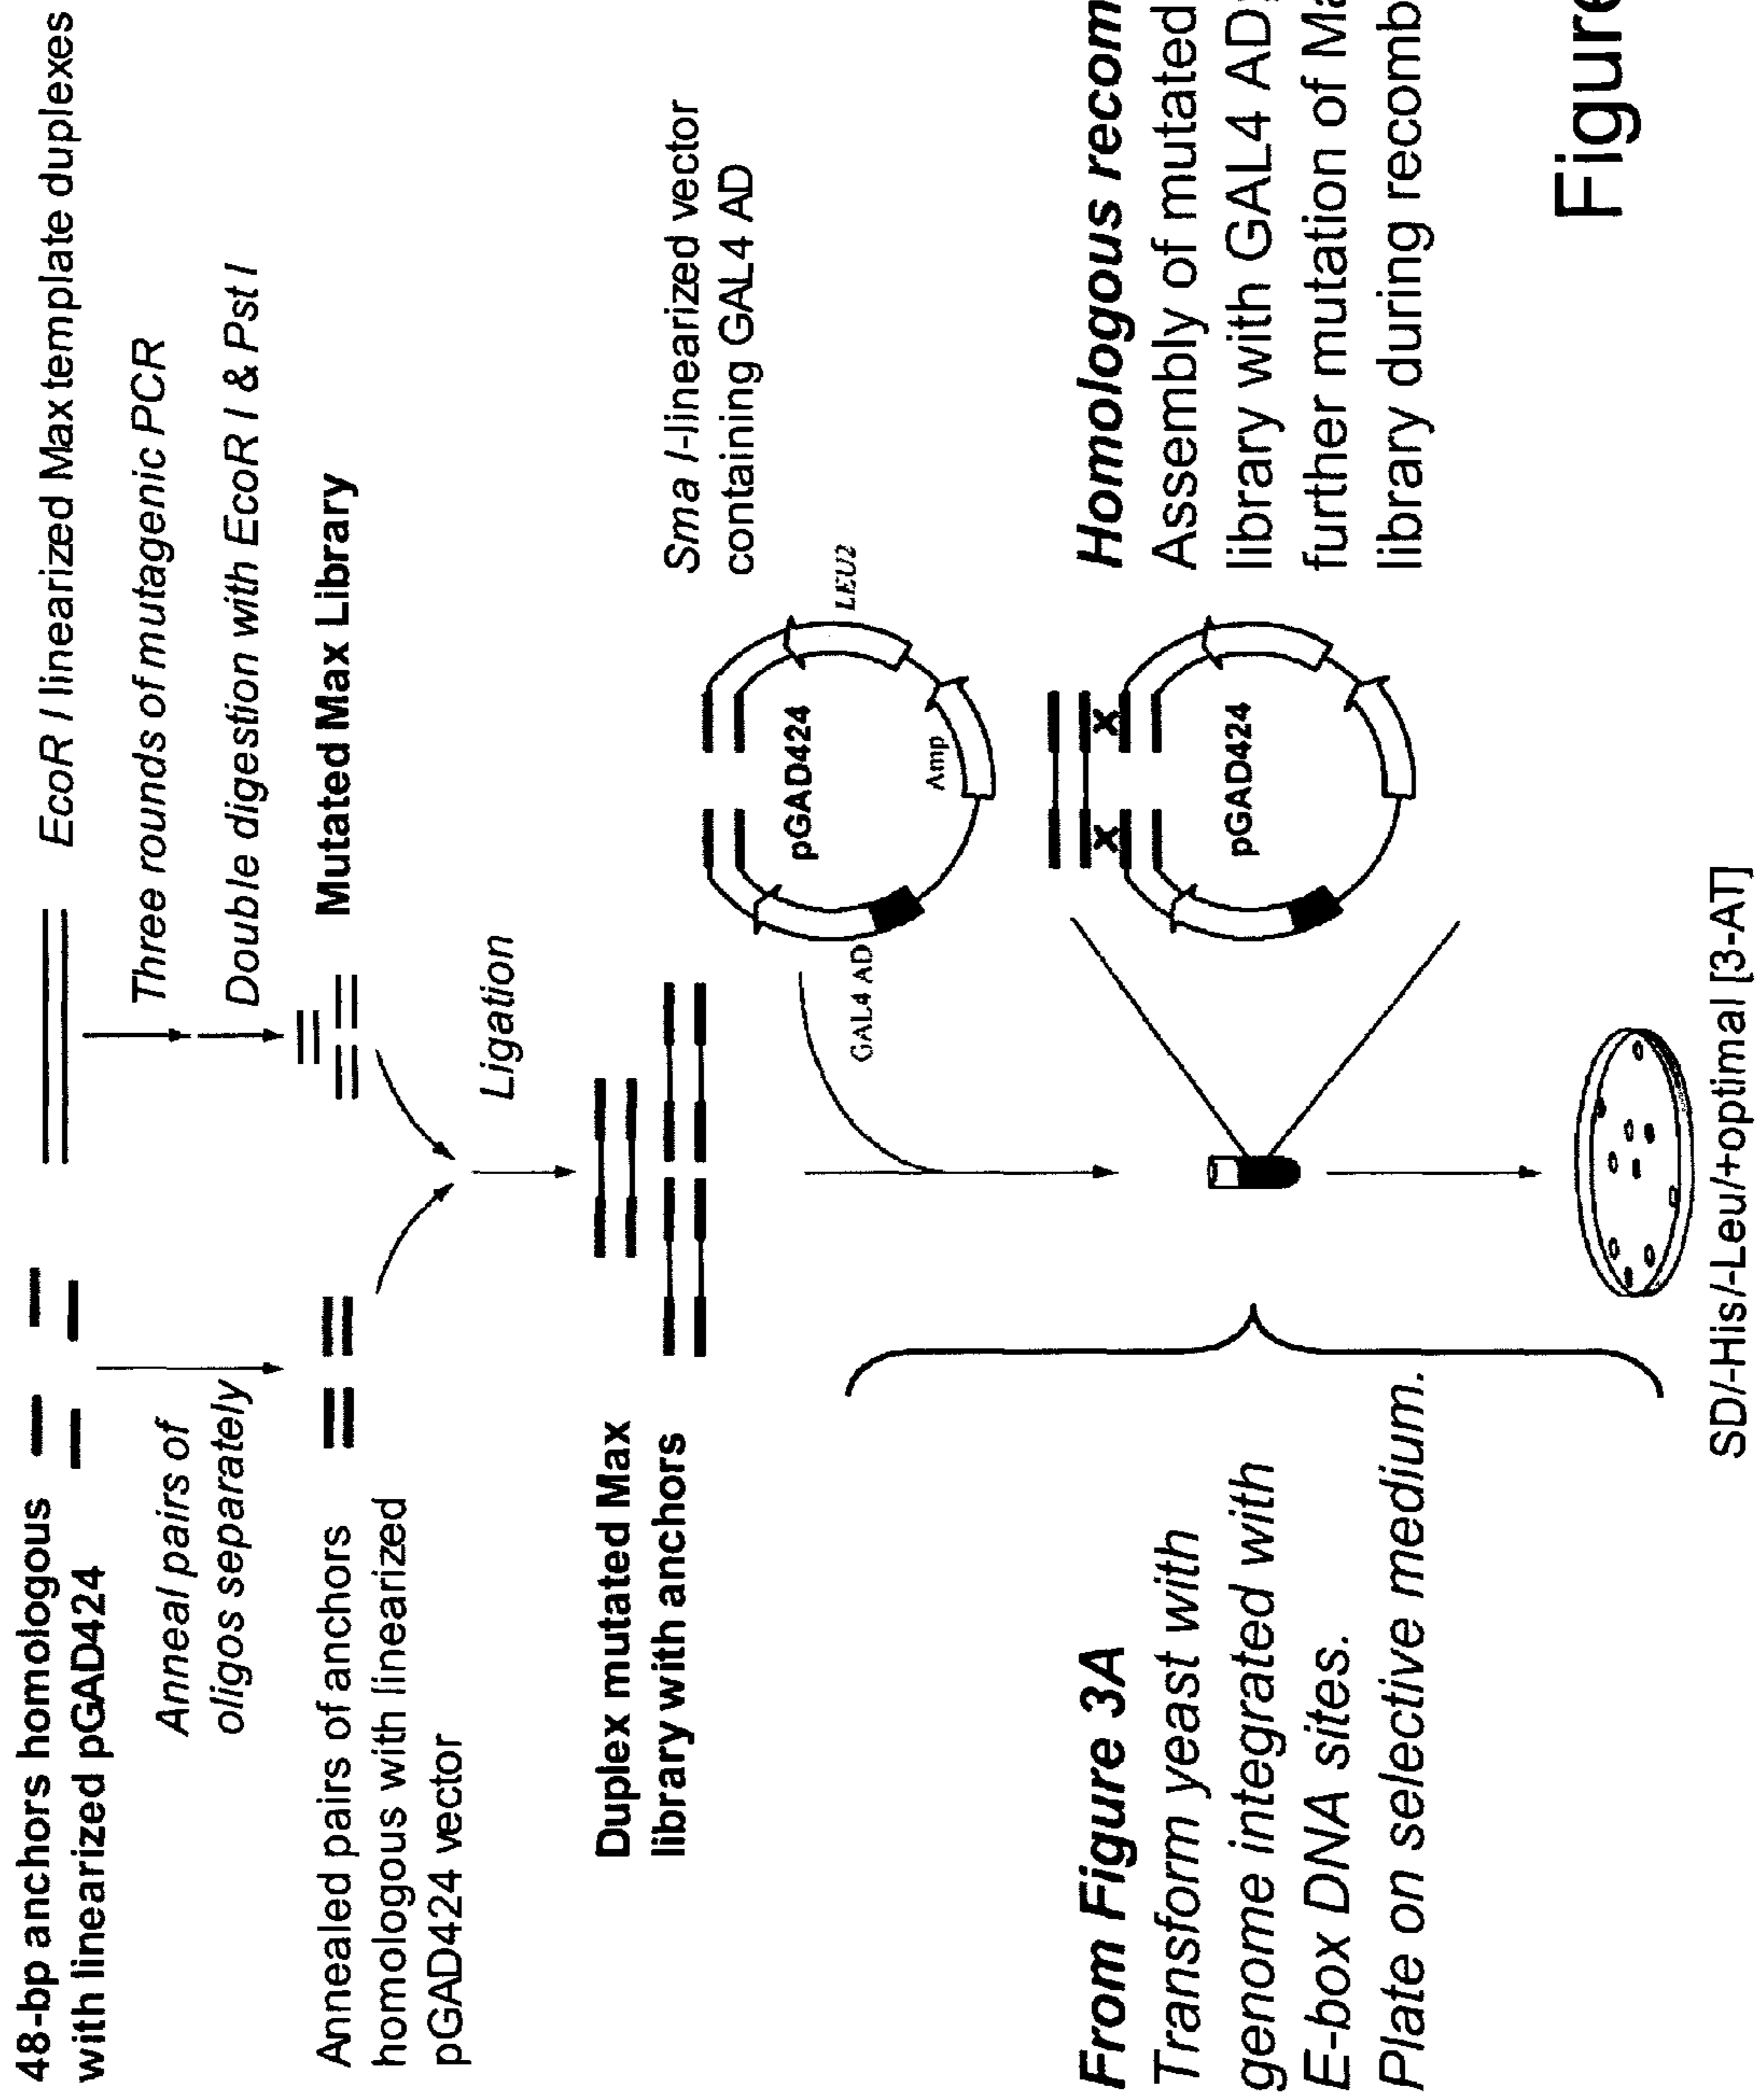 48-bp anchors homologous
with linearized pGAD424
EcoR I linearized Max template duplexes
Anneal pairs of
oligos separately
Three rounds of mutagenic PCR
Double digestion with EcoR I & Pst I
Annealed pairs of anchors
homologous with linearized
pGAD424 vector
Mutated Max Library
Ligation
Duplex mutated Max
library with anchors
Sma I-linearized vector
containing GAL4 AD
pGAD424
LEU2
Amp
GAL4 AD
From Figure 3A
Transform yeast with
genome integrated with
E-box DNA sites.
Plate on selective medium.
x x
pGAD424
Homologous recom
Assembly of mutated
library with GAL4 AD;
further mutation of Ma
library during recomb
SD/-His/-Leu/+optimal [3-AT]
Figure